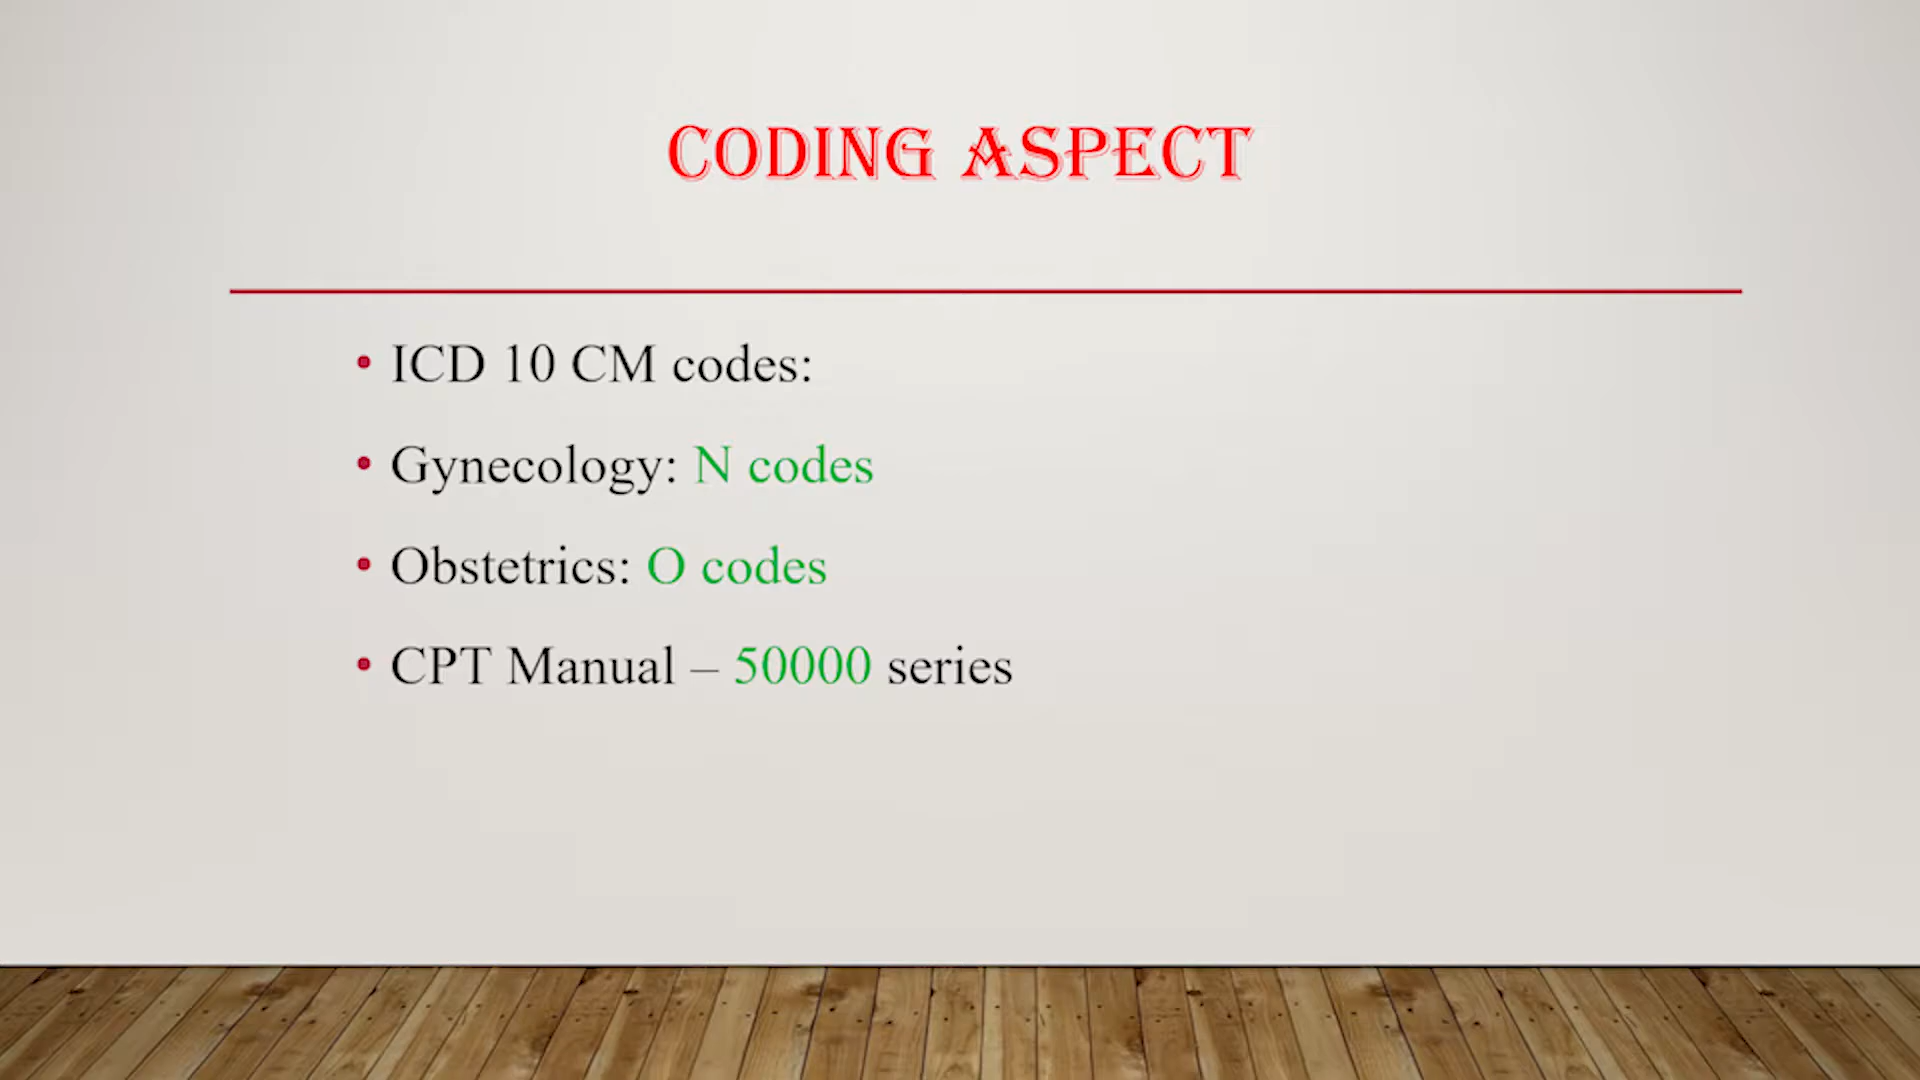 CODING ASPECT
• ICD 10 CM codes:
• Gynecology: N codes
• Obstetrics: O codes
• CPT Manual – 50000 series